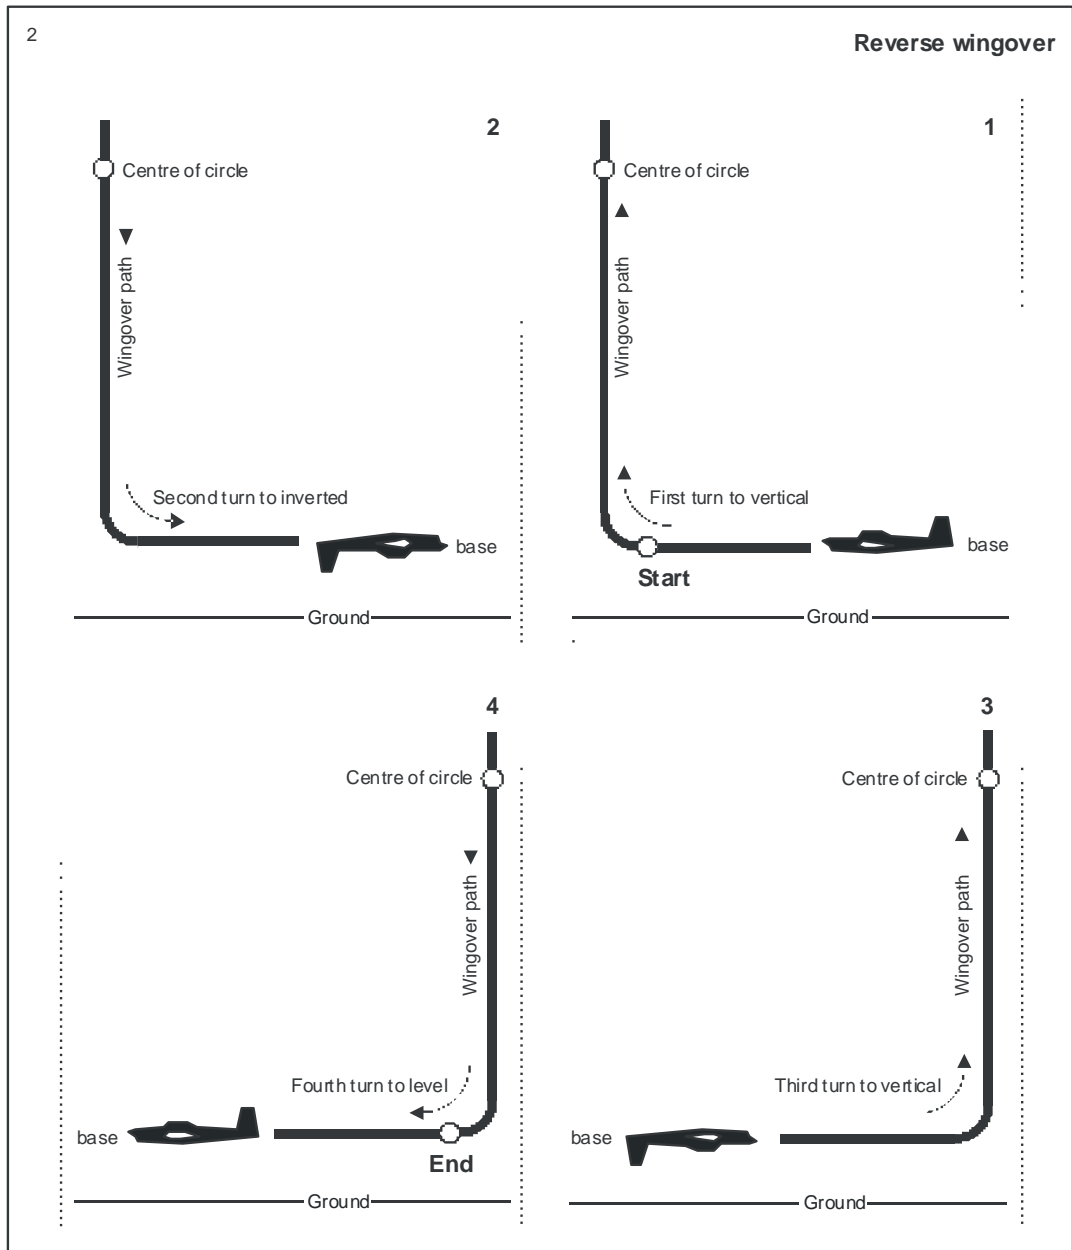 2
Reverse wingover
2
Centre of circle
Wingover path
Second turn to inverted
base
Ground
1
Centre of circle
Wingover path
First turn to vertical
base
Start
Ground
4
Centre of circle
Wingover path
Fourth turn to level
base
End
Ground
3
Centre of circle
Wingover path
Third turn to vertical
base
Ground